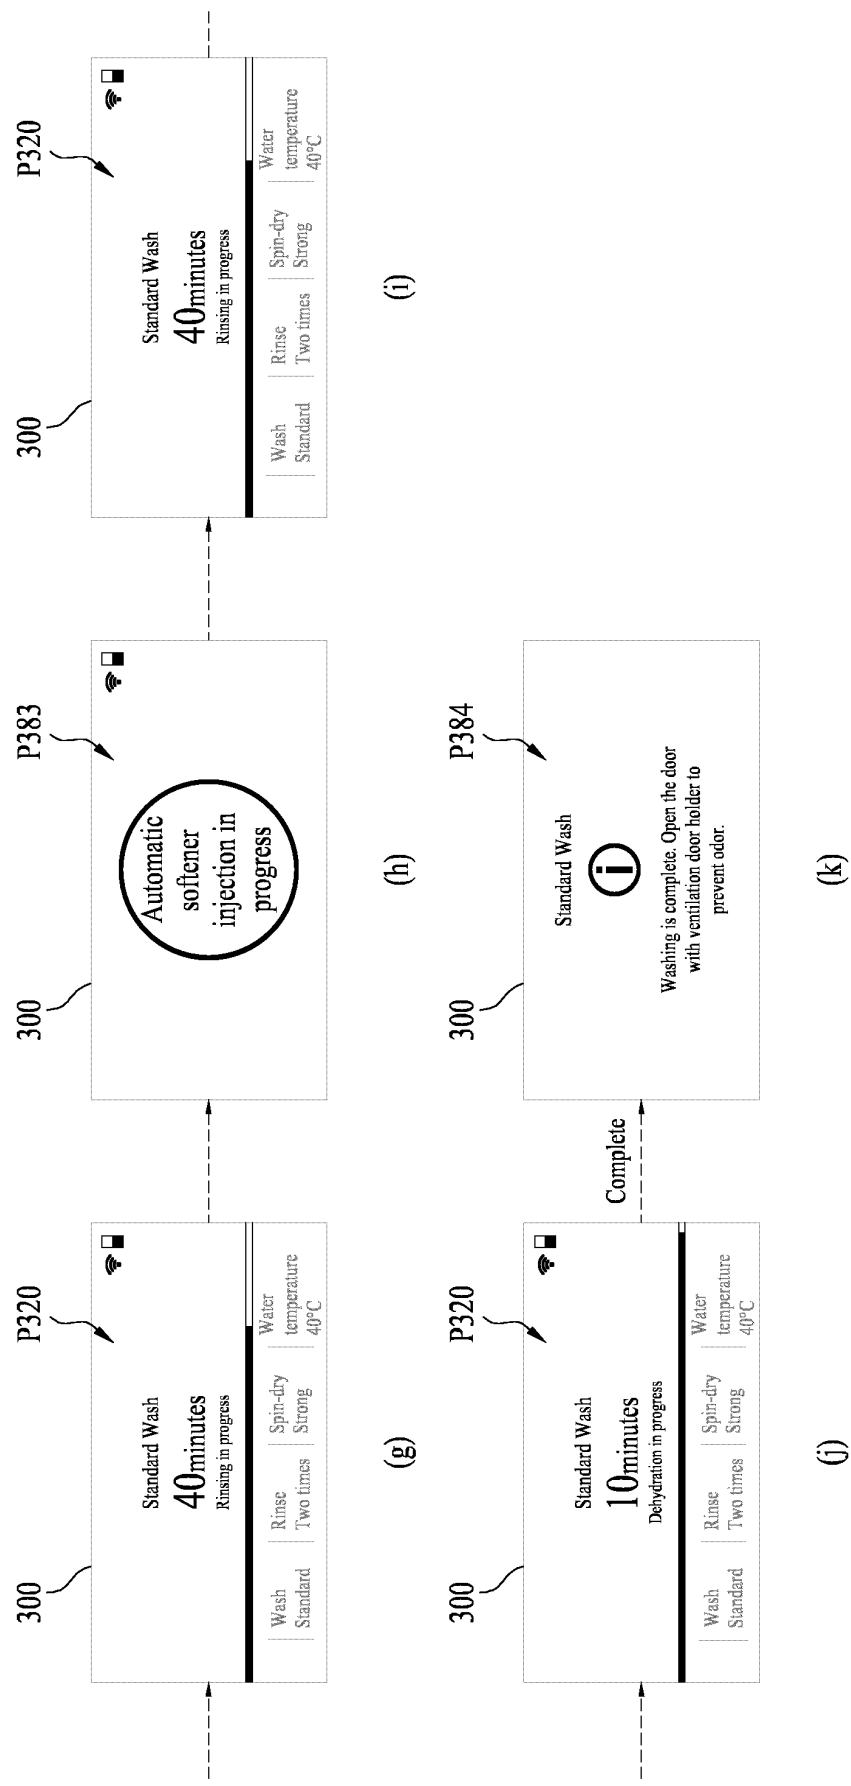 300
P320
Standard Wash
40minutes
Rinsing in progress
Wash
Standard
Rinse
Two times
Spin-dry
Strong
Water
temperature
40°C
(g)
300
P383
Automatic
softener
injection in
progress
(h)
300
P320
Standard Wash
40minutes
Rinsing in progress
Wash
Standard
Rinse
Two times
Spin-dry
Strong
Water
temperature
40°C
(i)
300
P320
Standard Wash
10minutes
Dehydration in progress
Wash
Standard
Rinse
Two times
Spin-dry
Strong
Water
temperature
40°C
(j)
Complete
300
P384
Standard Wash
i
Washing is complete. Open the door
with ventilation door holder to
prevent odor.
(k)